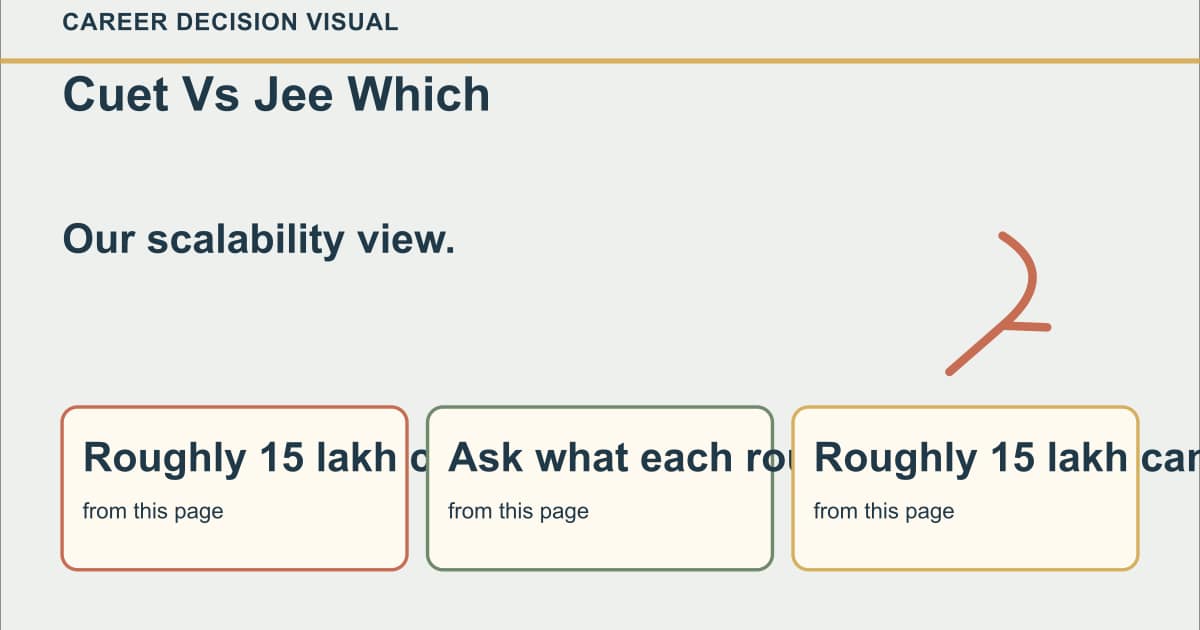 CAREER DECISION VISUAL
Cuet Vs Jee Which
Our scalability view.
Roughly 15 lakh
from this page
Ask what each
from this page
Roughly 15 lakh
from this page